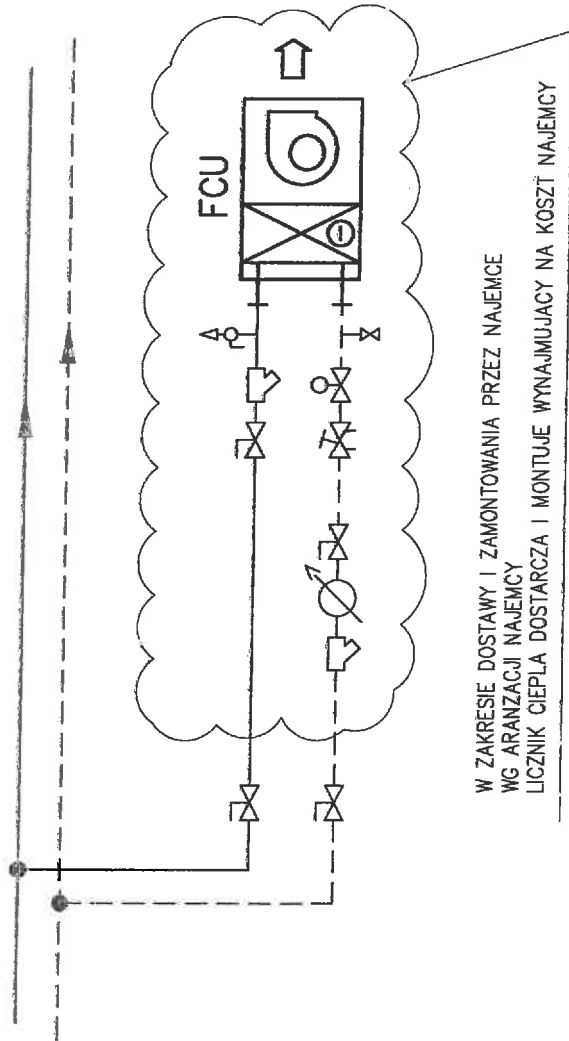 FCU
W ZAKRESIE DOSTAWY I ZAMONTOWANIA PRZEZ NAJEMCE
WG ARANZACJI NAJEMCY
LICZNIK CIEPLA DOSTARCZA I MONTUJE WYNAJMUJACY NA KOSZT NAJEMCY